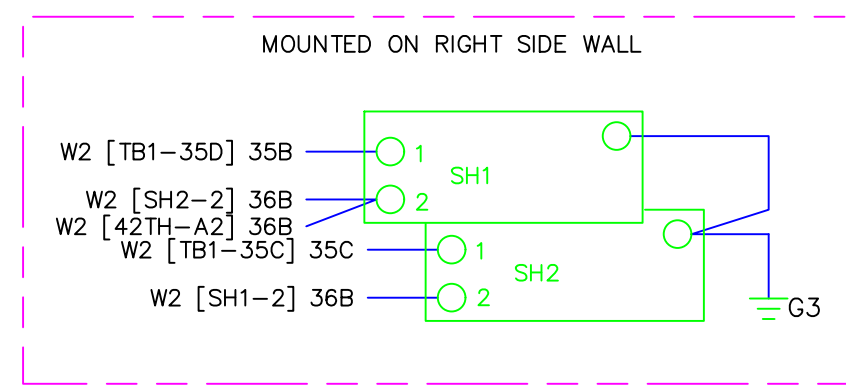 MOUNTED ON RIGHT SIDE WALL
W2 [TB1-35D] 35B
1
SH1
W2 [SH2-2] 36B
2
W2 [42TH-A2] 36B
W2 [TB1-35C] 35C
1
SH2
W2 [SH1-2] 36B
2
G3